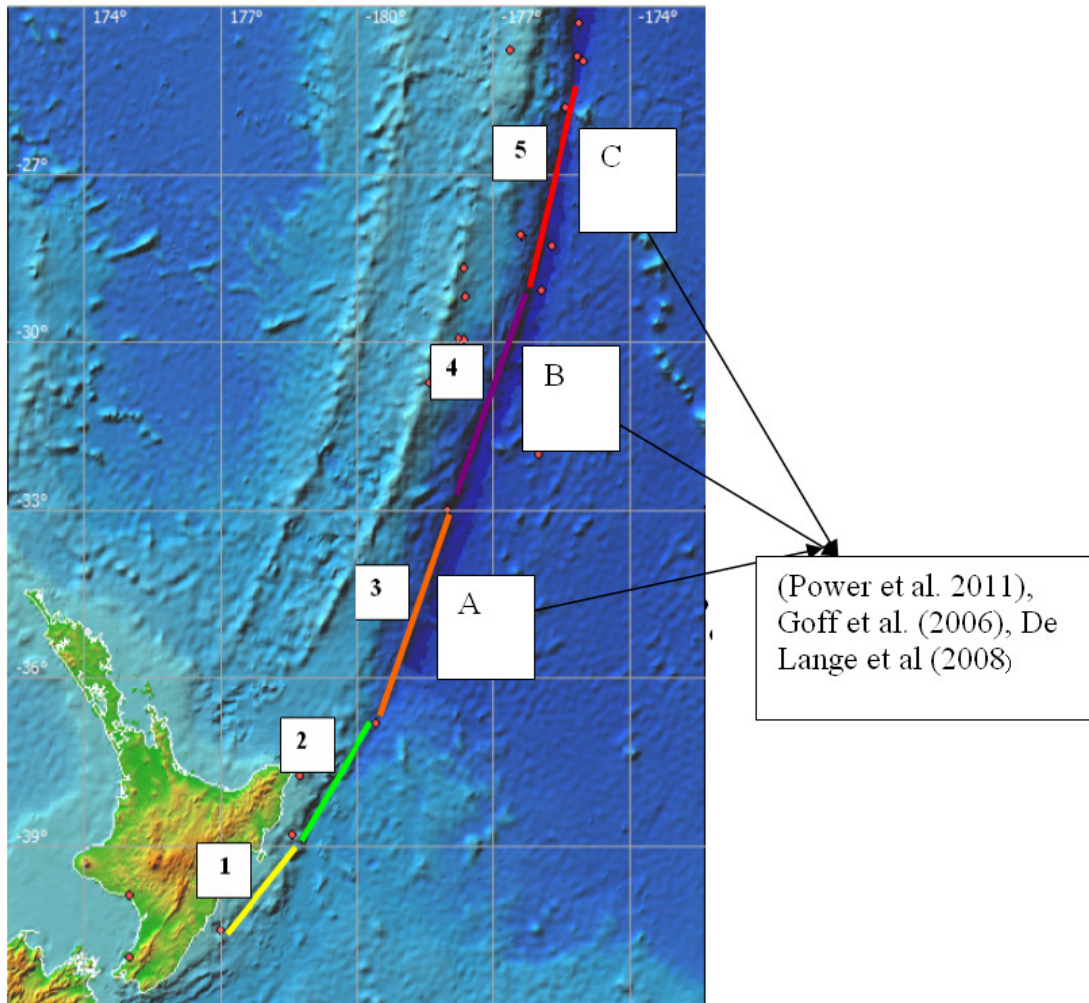 174° 177° -180° -177° -174°
5 C
-27°
-30°
4 B
-33°
3 A
(Power et al. 2011),
Goff et al. (2006), De
Lange et al (2008)
-36°
2
-39°
1